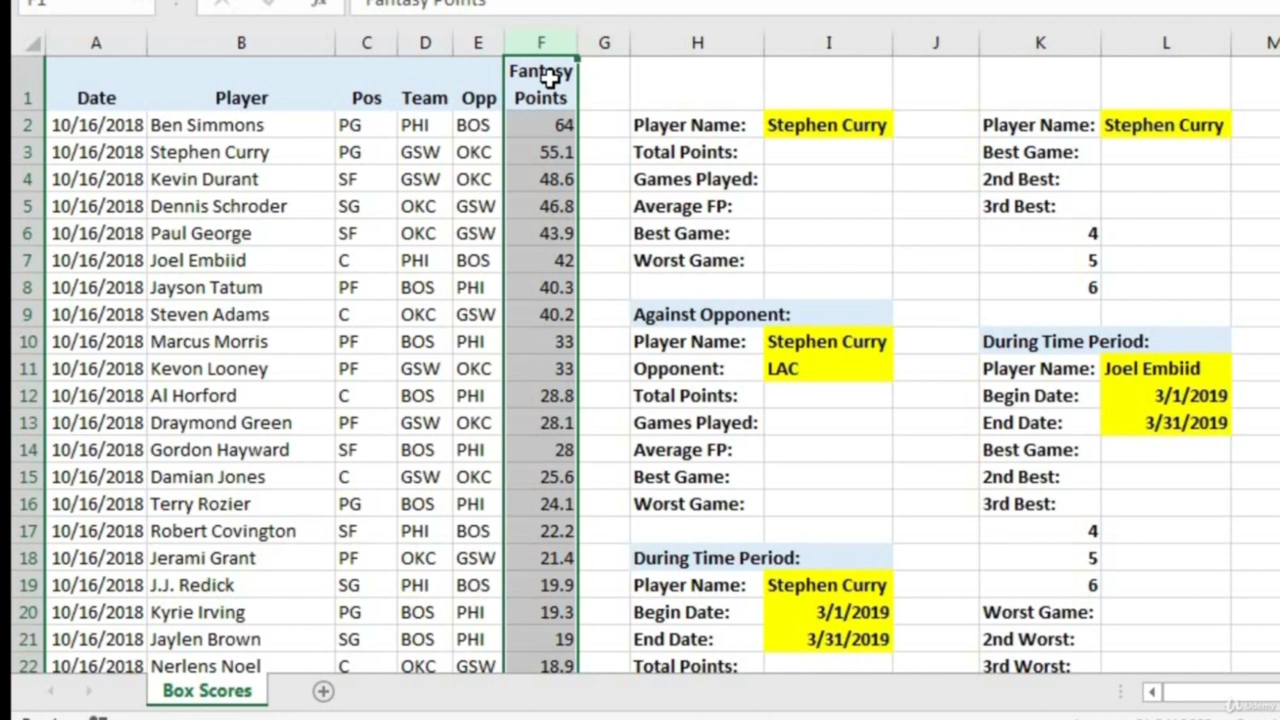 F1 fx Fantasy Points
A B C D E F G H I J K L M
1 Date Player Pos Team Opp Fantasy Points
2 10/16/2018 Ben Simmons PG PHI BOS 64 Player Name: Stephen Curry Player Name: Stephen Curry
3 10/16/2018 Stephen Curry PG GSW OKC 55.1 Total Points: Best Game:
4 10/16/2018 Kevin Durant SF GSW OKC 48.6 Games Played: 2nd Best:
5 10/16/2018 Dennis Schroder SG OKC GSW 46.8 Average FP: 3rd Best:
6 10/16/2018 Paul George SF OKC GSW 43.9 Best Game: 4
7 10/16/2018 Joel Embiid C PHI BOS 42 Worst Game: 5
8 10/16/2018 Jayson Tatum PF BOS PHI 40.3 6
9 10/16/2018 Steven Adams C OKC GSW 40.2 Against Opponent:
10 10/16/2018 Marcus Morris PF BOS PHI 33 Player Name: Stephen Curry During Time Period:
11 10/16/2018 Kevon Looney PF GSW OKC 33 Opponent: LAC Player Name: Joel Embiid
12 10/16/2018 Al Horford C BOS PHI 28.8 Total Points: Begin Date: 3/1/2019
13 10/16/2018 Draymond Green PF GSW OKC 28.1 Games Played: End Date: 3/31/2019
14 10/16/2018 Gordon Hayward SF BOS PHI 28 Average FP: Best Game:
15 10/16/2018 Damian Jones C GSW OKC 25.6 Best Game: 2nd Best:
16 10/16/2018 Terry Rozier PG BOS PHI 24.1 Worst Game: 3rd Best:
17 10/16/2018 Robert Covington SF PHI BOS 22.2 4
18 10/16/2018 Jerami Grant PF OKC GSW 21.4 During Time Period: 5
19 10/16/2018 J.J. Redick SG PHI BOS 19.9 Player Name: Stephen Curry 6
20 10/16/2018 Kyrie Irving PG BOS PHI 19.3 Begin Date: 3/1/2019 Worst Game:
21 10/16/2018 Jaylen Brown SG BOS PHI 19 End Date: 3/31/2019 2nd Worst:
22 10/16/2018 Nerlens Noel C OKC GSW 18.9 Total Points: 3rd Worst:
Box Scores
Udemy